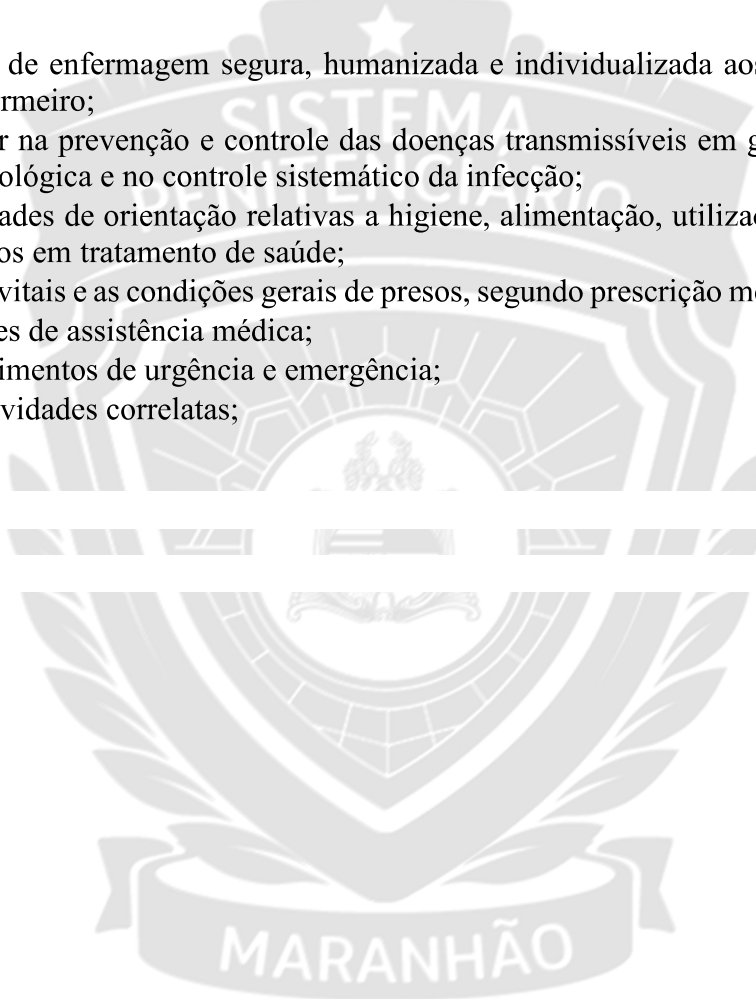 de enfermagem segura, humanizada e individualizada aos
rmeiro;
r na prevenção e controle das doenças transmissíveis em g
ológica e no controle sistemático da infecção;
ades de orientação relativas a higiene, alimentação, utiliza
os em tratamento de saúde;
vitais e as condições gerais de presos, segundo prescrição m
es de assistência médica;
imentos de urgência e emergência;
vidades correlatas;
SISTEMA
PENITENCIÁRIO
MARANHÃO